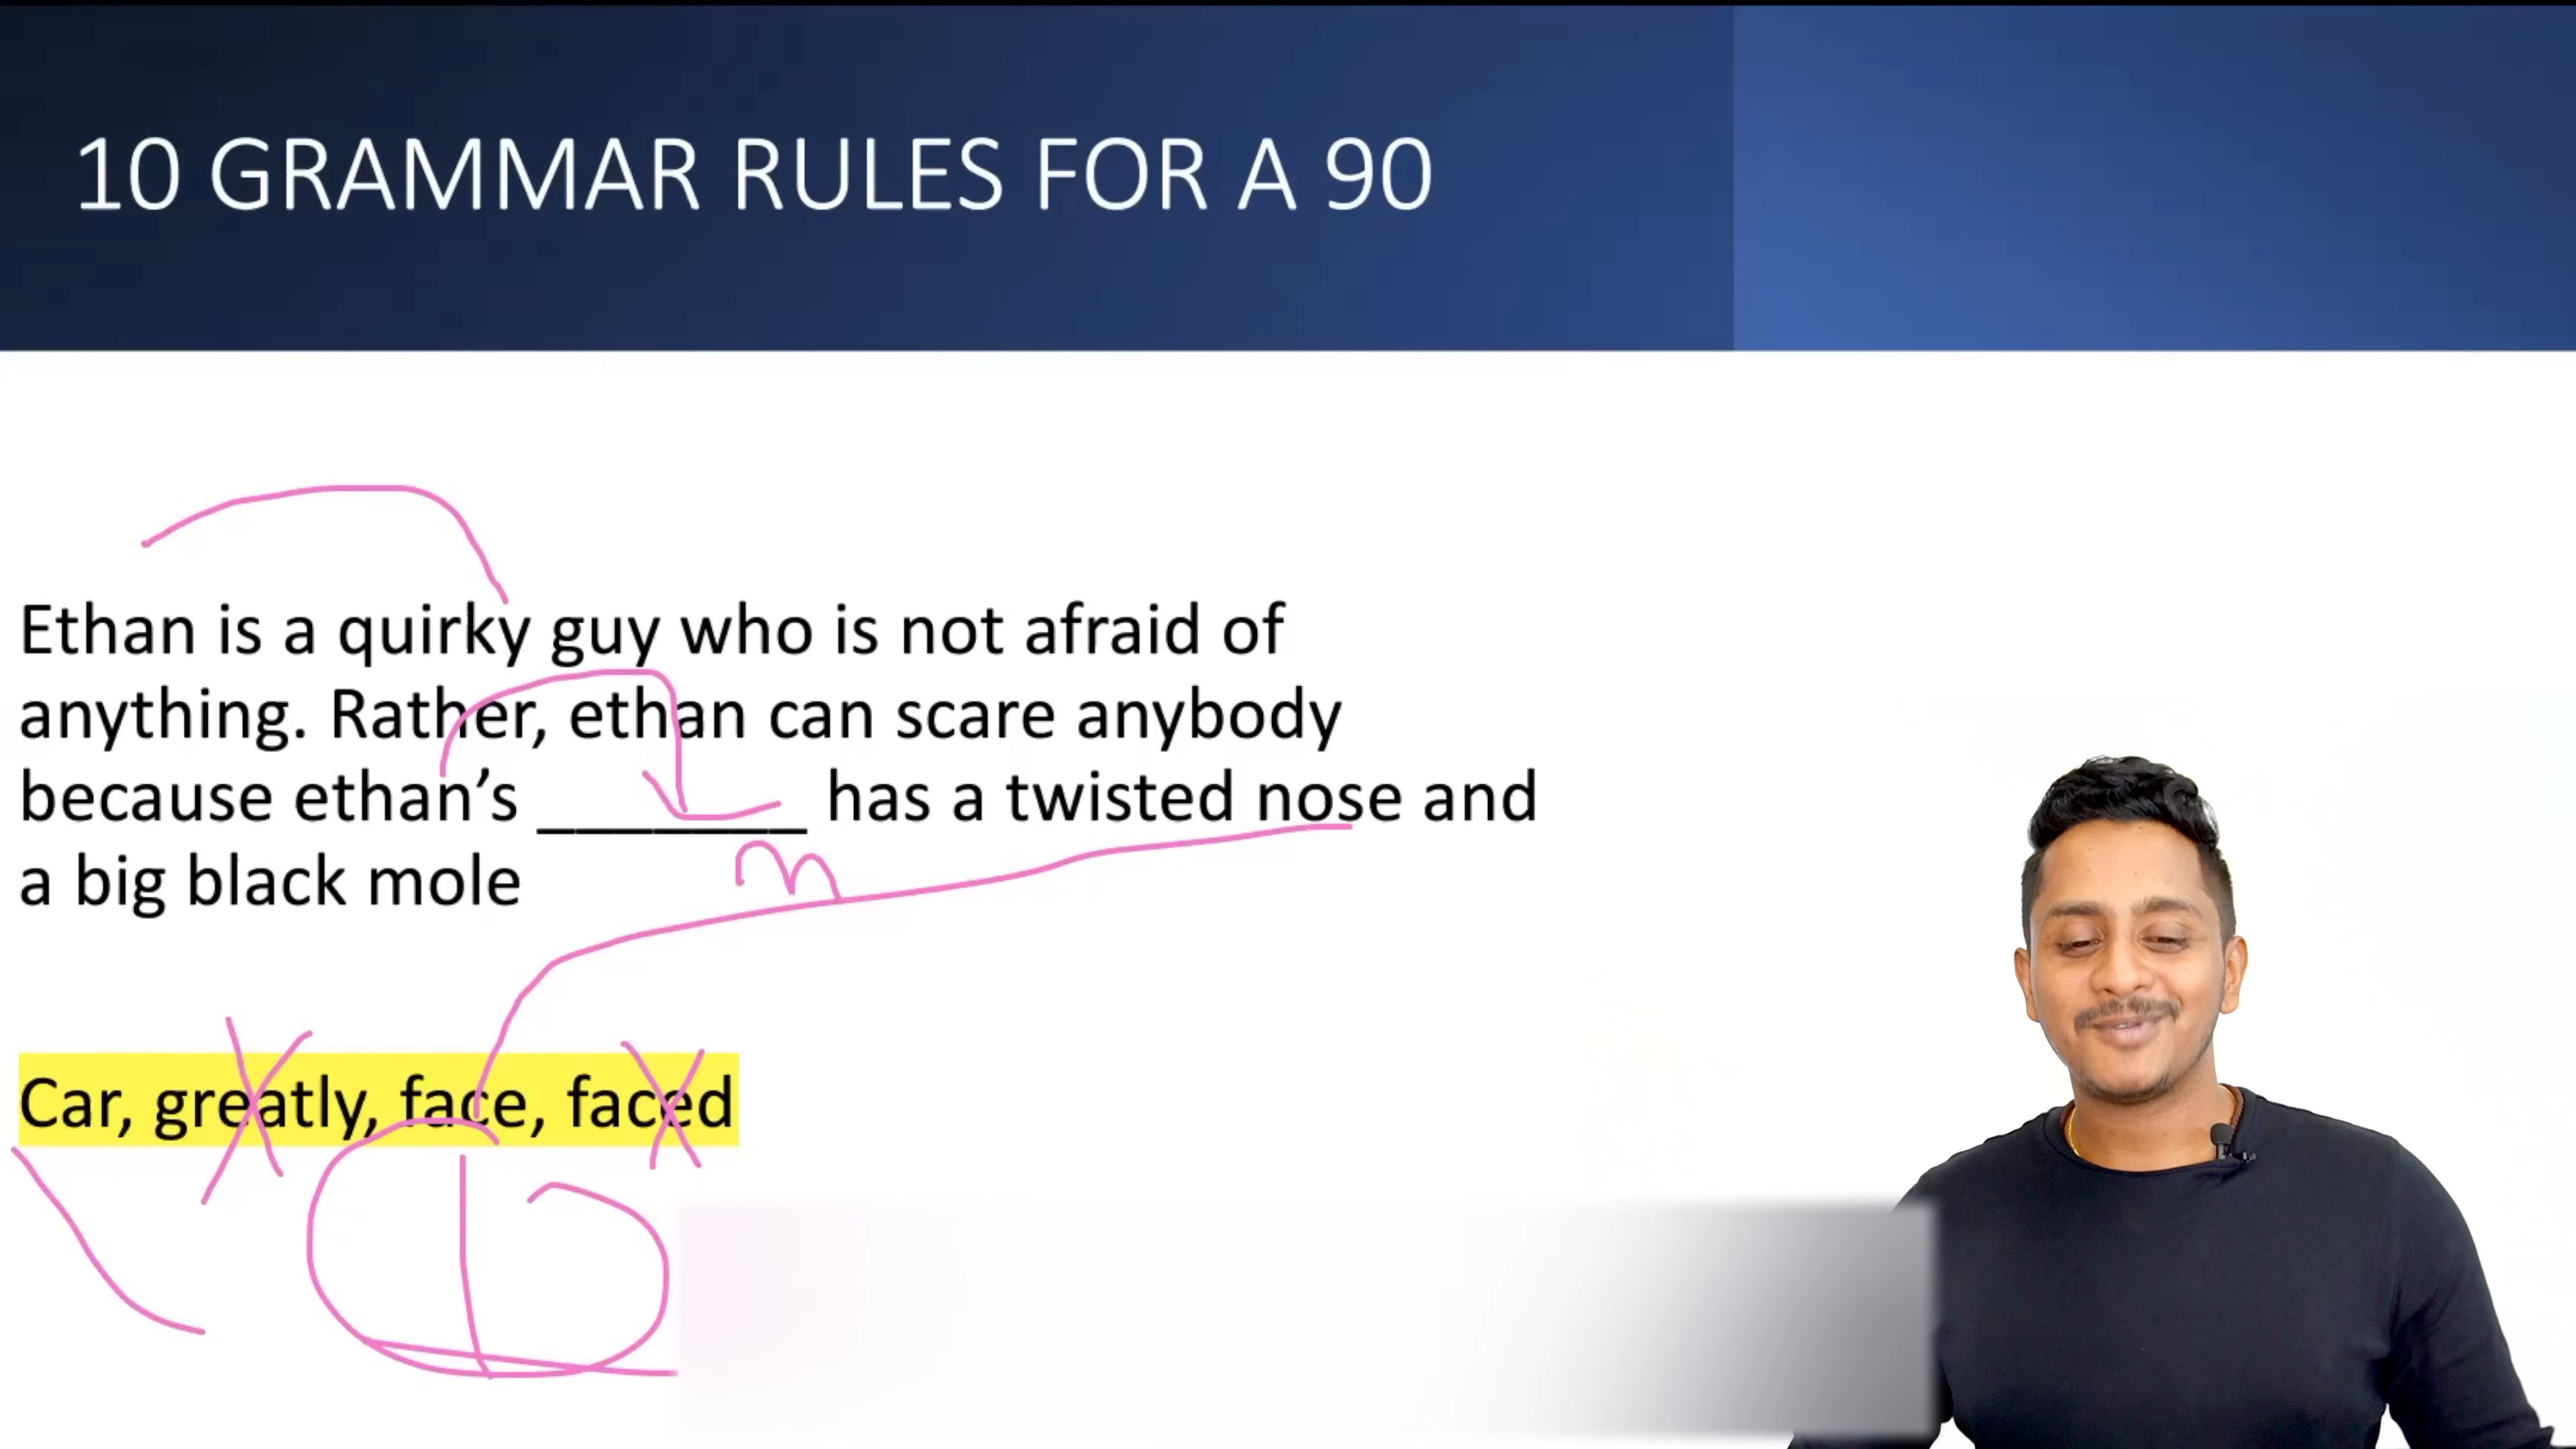 10 GRAMMAR RULES FOR A 90
Ethan is a quirky guy who is not afraid of
anything. Rather, ethan can scare anybody
because ethan's _______ has a twisted nose and
a big black mole
n
Car, greatly, face, faced